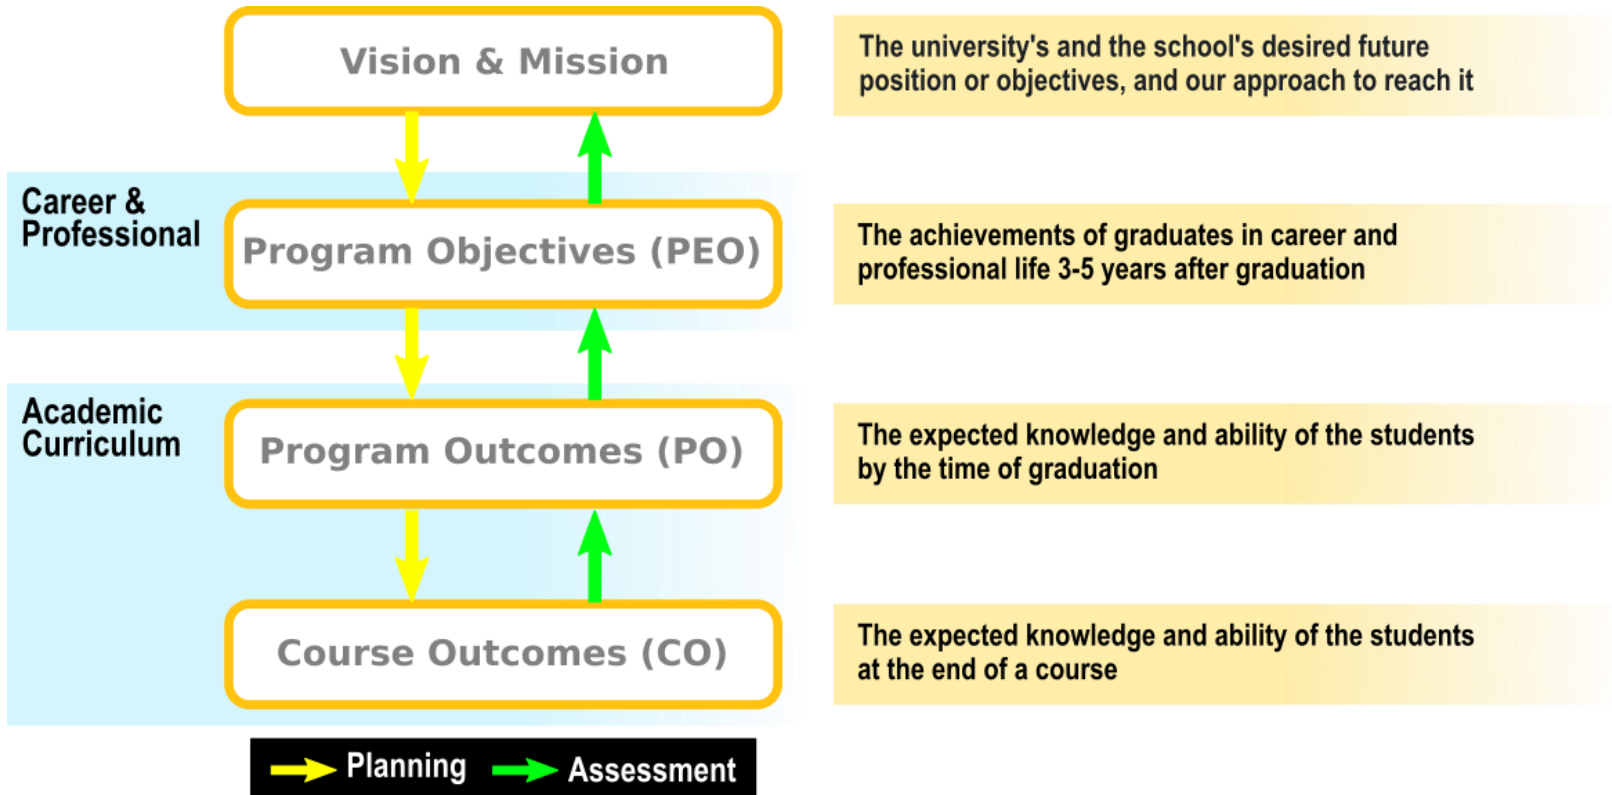 Vision & Mission
The university's and the school's desired future
position or objectives, and our approach to reach it
Career &
Professional
Program Objectives (PEO)
The achievements of graduates in career and
professional life 3-5 years after graduation
Academic
Curriculum
Program Outcomes (PO)
The expected knowledge and ability of the students
by the time of graduation
Course Outcomes (CO)
The expected knowledge and ability of the students
at the end of a course
Planning
Assessment